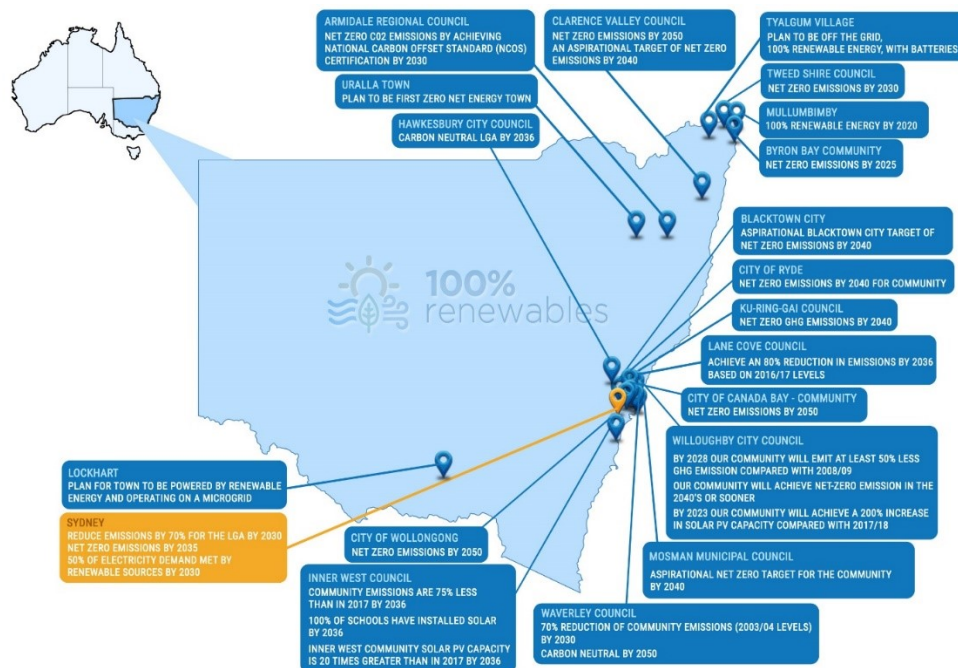 ARMIDALE REGIONAL COUNCIL
NET ZERO CO2 EMISSIONS BY ACHIEVING
NATIONAL CARBON OFFSET STANDARD (NCOS)
CERTIFICATION BY 2030
CLARENCE VALLEY COUNCIL
NET ZERO EMISSIONS BY 2050
AN ASPIRATIONAL TARGET OF NET ZERO
EMISSIONS BY 2040
TYALGUM VILLAGE
PLAN TO BE OFF THE GRID,
100% RENEWABLE ENERGY, WITH BATTERIES
URALLA TOWN
PLAN TO BE FIRST ZERO NET ENERGY TOWN
TWEED SHIRE COUNCIL
NET ZERO EMISSIONS BY 2030
HAWKESBURY CITY COUNCIL
CARBON NEUTRAL LGA BY 2036
MULLUMBIMBY
100% RENEWABLE ENERGY BY 2020
BYRON BAY COMMUNITY
NET ZERO EMISSIONS BY 2025
BLACKTOWN CITY
ASPIRATIONAL BLACKTOWN CITY TARGET OF
NET ZERO EMISSIONS BY 2040
CITY OF RYDE
NET ZERO EMISSIONS BY 2040 FOR COMMUNITY
100%
renewables
KU-RING-GAI COUNCIL
NET ZERO GHG EMISSIONS BY 2040
LANE COVE COUNCIL
ACHIEVE AN 80% REDUCTION IN EMISSIONS BY 2036
BASED ON 2016/17 LEVELS
CITY OF CANADA BAY - COMMUNITY
NET ZERO EMISSIONS BY 2050
WILLOUGHBY CITY COUNCIL
BY 2028 OUR COMMUNITY WILL EMIT AT LEAST 50% LESS
GHG EMISSION COMPARED WITH 2008/09
OUR COMMUNITY WILL ACHIEVE NET-ZERO EMISSION IN THE
2040'S OR SOONER
BY 2023 OUR COMMUNITY WILL ACHIEVE A 200% INCREASE
IN SOLAR PV CAPACITY COMPARED WITH 2017/18
LOCKHART
PLAN FOR TOWN TO BE POWERED BY RENEWABLE
ENERGY AND OPERATING ON A MICROGRID
SYDNEY
REDUCE EMISSIONS BY 70% FOR THE LGA BY 2030
NET ZERO EMISSIONS BY 2035
50% OF ELECTRICITY DEMAND MET BY
RENEWABLE SOURCES BY 2030
CITY OF WOLLONGONG
NET ZERO EMISSIONS BY 2050
MOSMAN MUNICIPAL COUNCIL
ASPIRATIONAL NET ZERO TARGET FOR THE COMMUNITY
BY 2040
INNER WEST COUNCIL
COMMUNITY EMISSIONS ARE 75% LESS
THAN IN 2017 BY 2036
100% OF SCHOOLS HAVE INSTALLED SOLAR
BY 2036
INNER WEST COMMUNITY SOLAR PV CAPACITY
IS 20 TIMES GREATER THAN IN 2017 BY 2036
WAVERLEY COUNCIL
70% REDUCTION OF COMMUNITY EMISSIONS (2003/04 LEVELS)
BY 2030
CARBON NEUTRAL BY 2050